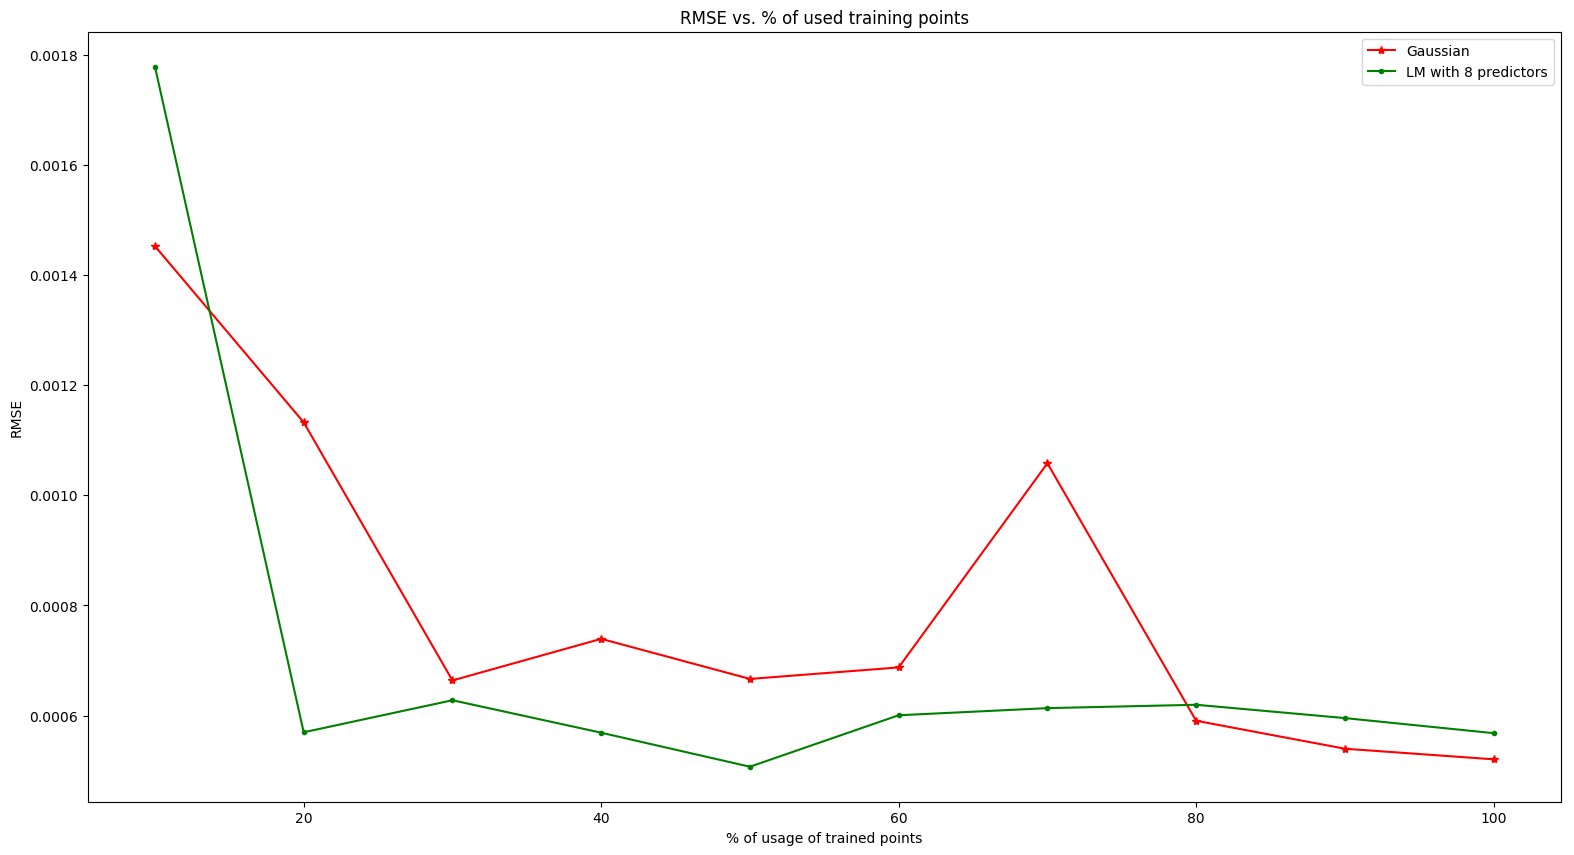 RMSE vs. % of used training points
Gaussian
LM with 8 predictors
RMSE
0.0018
0.0016
0.0014
0.0012
0.0010
0.0008
0.0006
20
40
60
80
100
% of usage of trained points